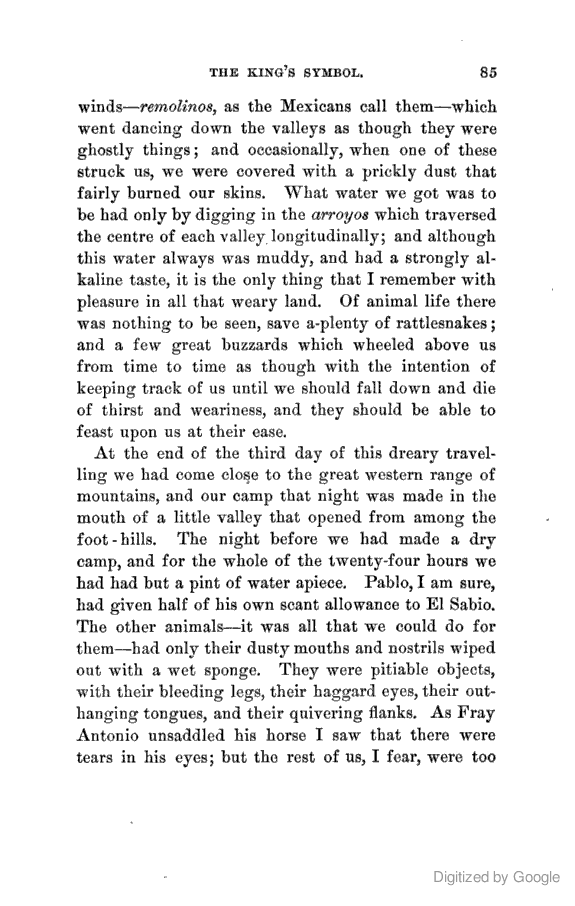 THE KING'S SYMBOL. 85
winds—remolinos, as the Mexicans call them—which
went dancing down the valleys as though they were
ghostly things; and occasionally, when one of these
struck us, we were covered with a prickly dust that
fairly burned our skins. What water we got was to
be had only by digging in the arroyos which traversed
the centre of each valley longitudinally; and although
this water always was muddy, and had a strongly al-
kaline taste, it is the only thing that I remember with
pleasure in all that weary land. Of animal life there
was nothing to be seen, save a-plenty of rattlesnakes;
and a few great buzzards which wheeled above us
from time to time as though with the intention of
keeping track of us until we should fall down and die
of thirst and weariness, and they should be able to
feast upon us at their ease.
At the end of the third day of this dreary travel-
ling we had come close to the great western range of
mountains, and our camp that night was made in the
mouth of a little valley that opened from among the
foot-hills. The night before we had made a dry
camp, and for the whole of the twenty-four hours we
had had but a pint of water apiece. Pablo, I am sure,
had given half of his own scant allowance to El Sabio.
The other animals—it was all that we could do for
them—had only their dusty mouths and nostrils wiped
out with a wet sponge. They were pitiable objects,
with their bleeding legs, their haggard eyes, their out-
hanging tongues, and their quivering flanks. As Fray
Antonio unsaddled his horse I saw that there were
tears in his eyes; but the rest of us, I fear, were too
Digitized by Google